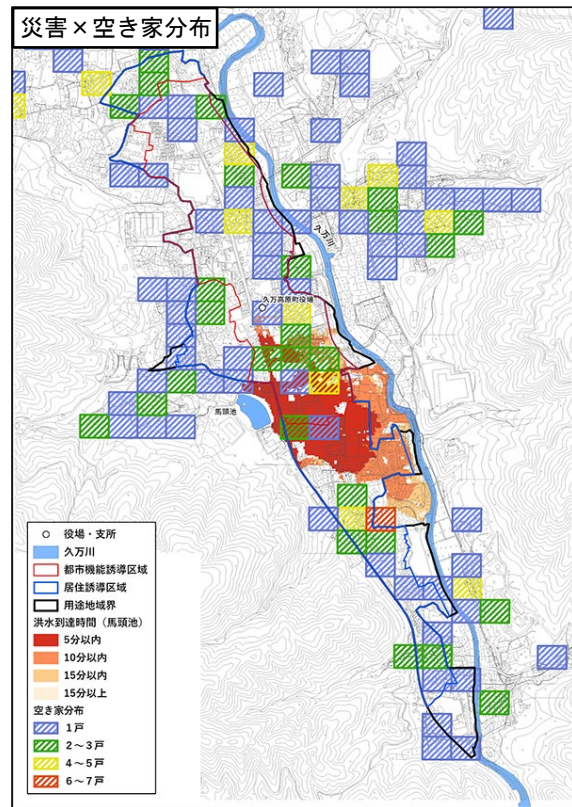 災害×空き家分布
久万川
久万高原町役場
馬頭池
役場・支所
久万川
都市機能誘導区域
居住誘導区域
用途地域界
洪水到達時間（馬頭池）
5分以内
10分以内
15分以内
15分以上
空き家分布
1戸
2～3戸
4～5戸
6～7戸